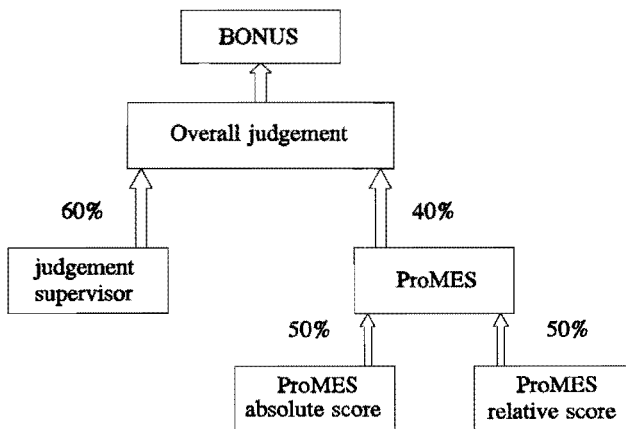 BONUS
Overall judgement
60%
40%
judgement
supervisor
ProMES
50%
50%
ProMES
absolute score
ProMES
relative score